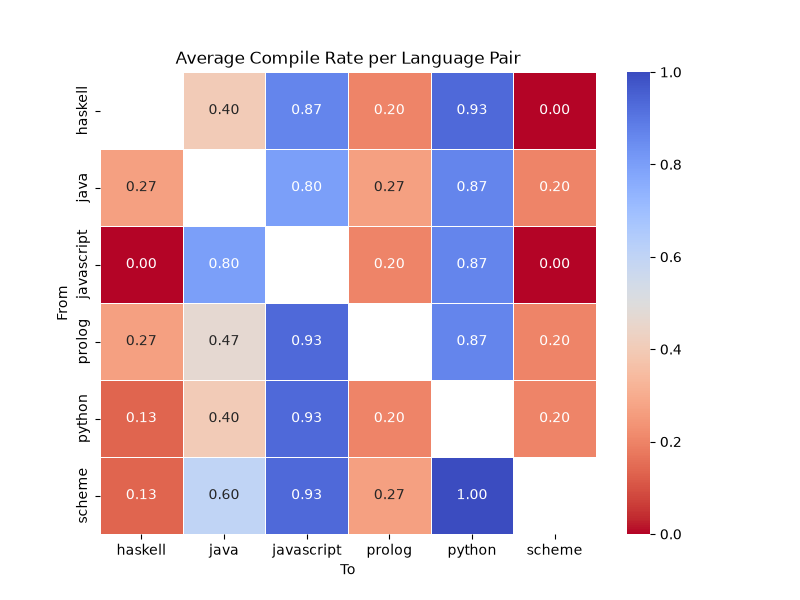 Average Compile Rate per Language Pair
From
haskell 0.40 0.87 0.20 0.93 0.00
java 0.27 0.80 0.27 0.87 0.20
javascript 0.00 0.80 0.20 0.87 0.00
prolog 0.27 0.47 0.93 0.87 0.20
python 0.13 0.40 0.93 0.20 0.20
scheme 0.13 0.60 0.93 0.27 1.00
haskell java javascript prolog python scheme
To
1.0
0.8
0.6
0.4
0.2
0.0